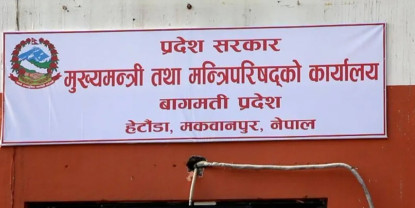 प्रदेश सरकार
मुख्यमन्त्री तथा मन्त्रिपरिषद्को कार्यालय
बागमती प्रदेश
हेटौंडा, मकवानपुर, नेपाल